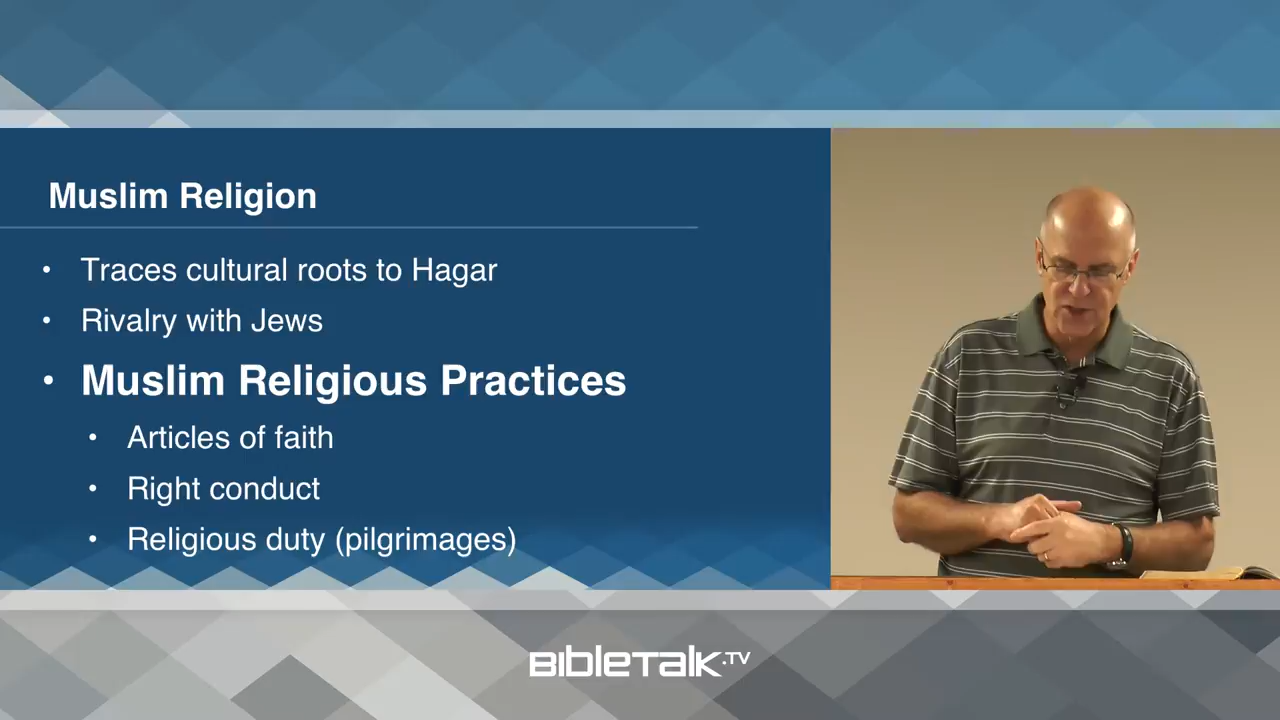 Muslim Religion
• Traces cultural roots to Hagar
• Rivalry with Jews
• Muslim Religious Practices
• Articles of faith
• Right conduct
• Religious duty (pilgrimages)
BIBLETALK.TV